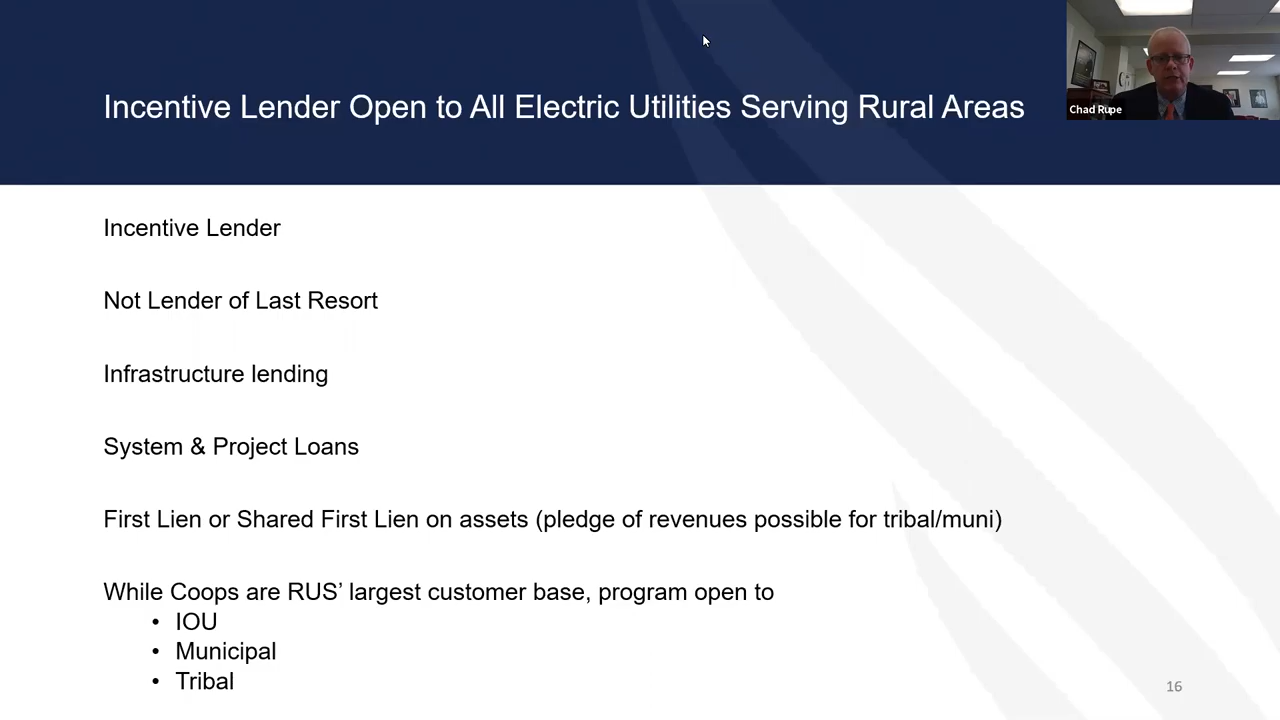 Incentive Lender Open to All Electric Utilities Serving Rural Areas
Chad Rupe
Incentive Lender
Not Lender of Last Resort
Infrastructure lending
System & Project Loans
First Lien or Shared First Lien on assets (pledge of revenues possible for tribal/muni)
While Coops are RUS’ largest customer base, program open to
• IOU
• Municipal
• Tribal
16